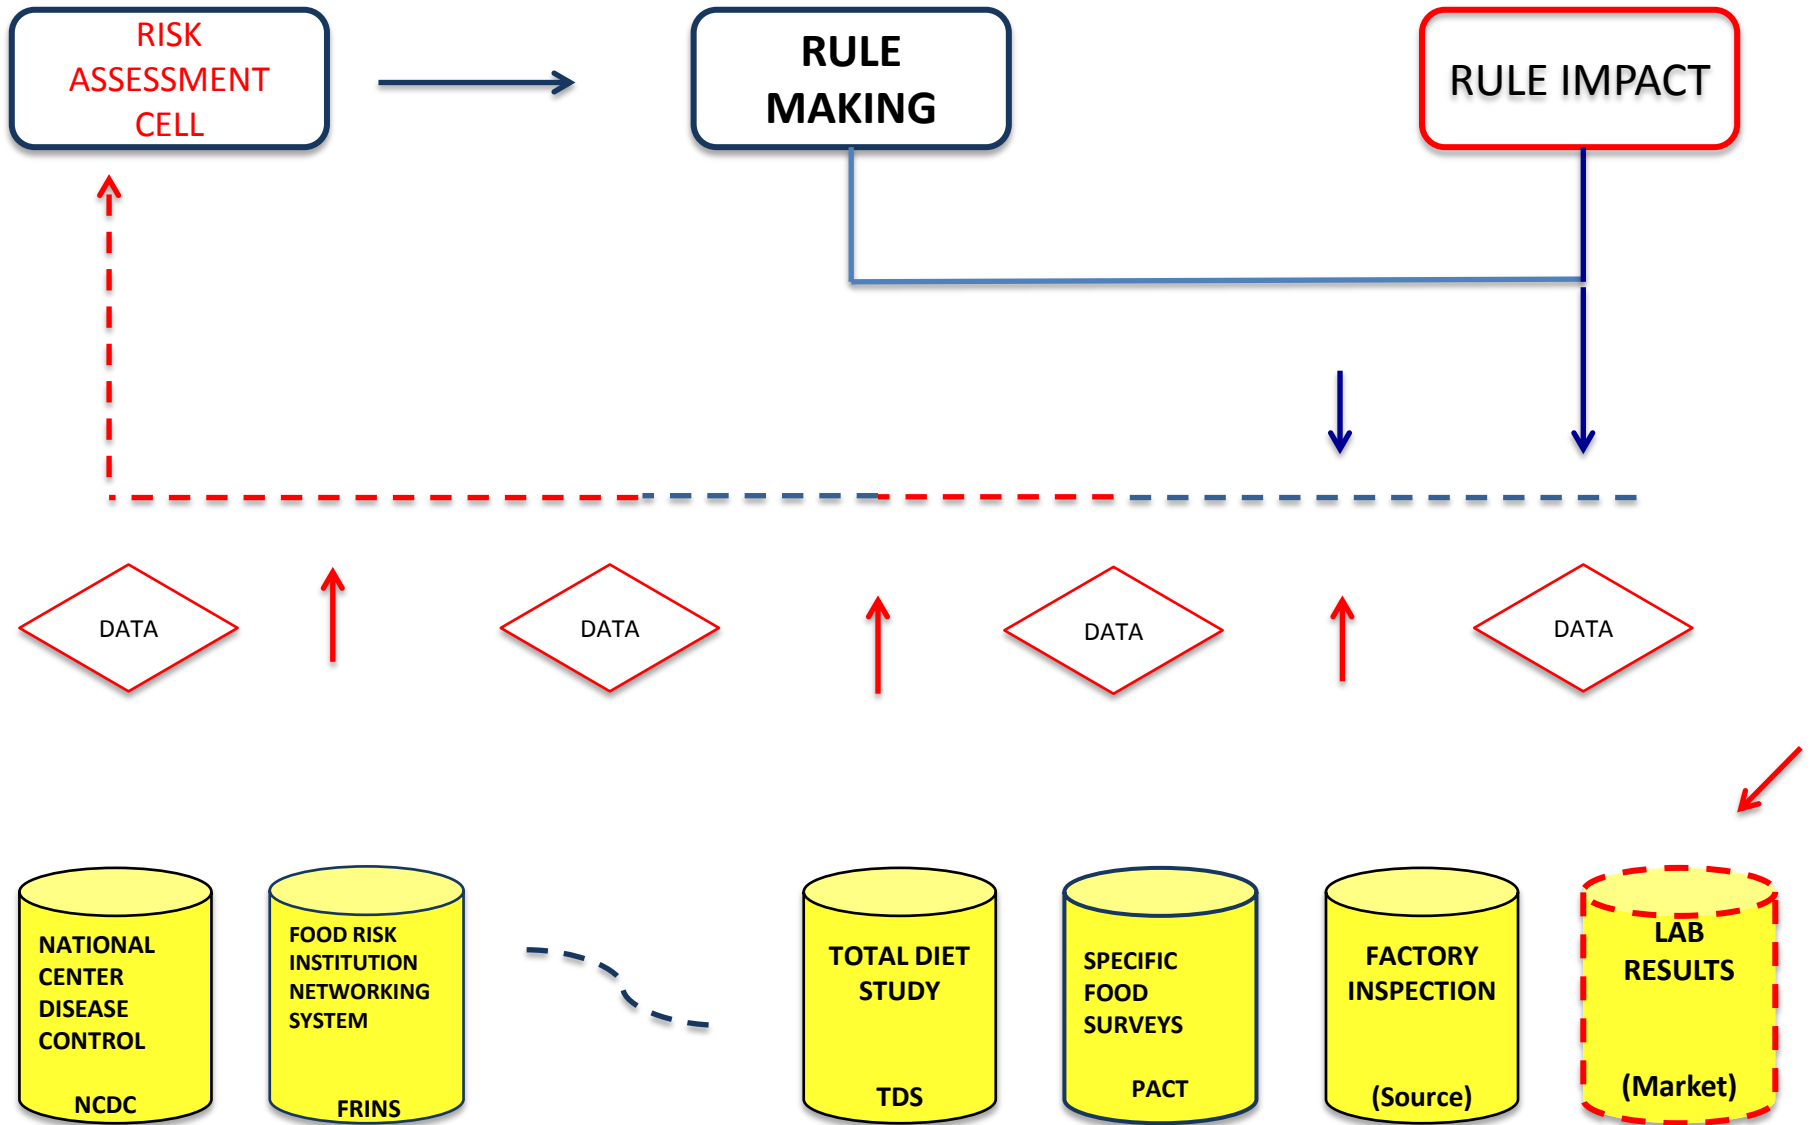 RISK
ASSESSMENT
CELL
RULE
MAKING
RULE IMPACT
DATA
DATA
DATA
DATA
NATIONAL
CENTER
DISEASE
CONTROL
NCDC
FOOD RISK
INSTITUTION
NETWORKING
SYSTEM
FRINS
TOTAL DIET
STUDY
TDS
SPECIFIC
FOOD
SURVEYS
PACT
FACTORY
INSPECTION
(Source)
LAB
RESULTS
(Market)